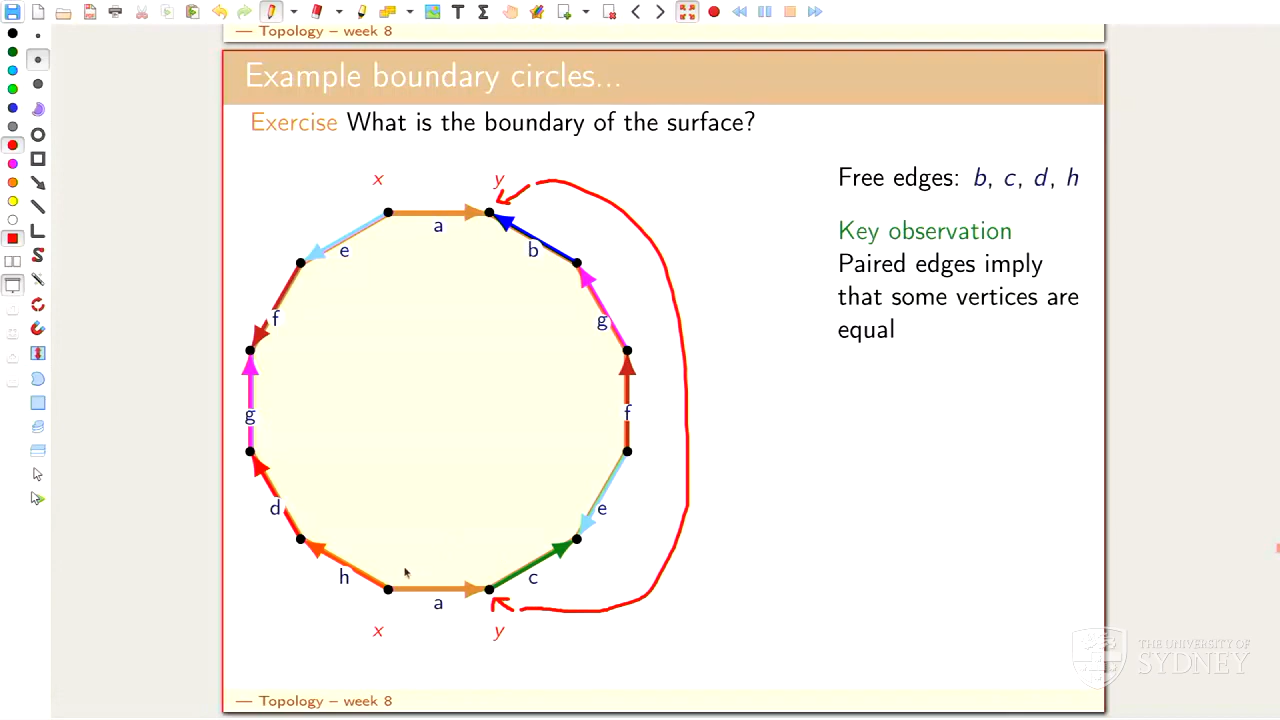 — Topology – week 8
Example boundary circles...
Exercise What is the boundary of the surface?
x
y
a
e
b
f
g
g
f
d
e
h
c
a
x
y
Free edges: b, c, d, h
Key observation
Paired edges imply
that some vertices are
equal
THE UNIVERSITY OF
SYDNEY
— Topology – week 8